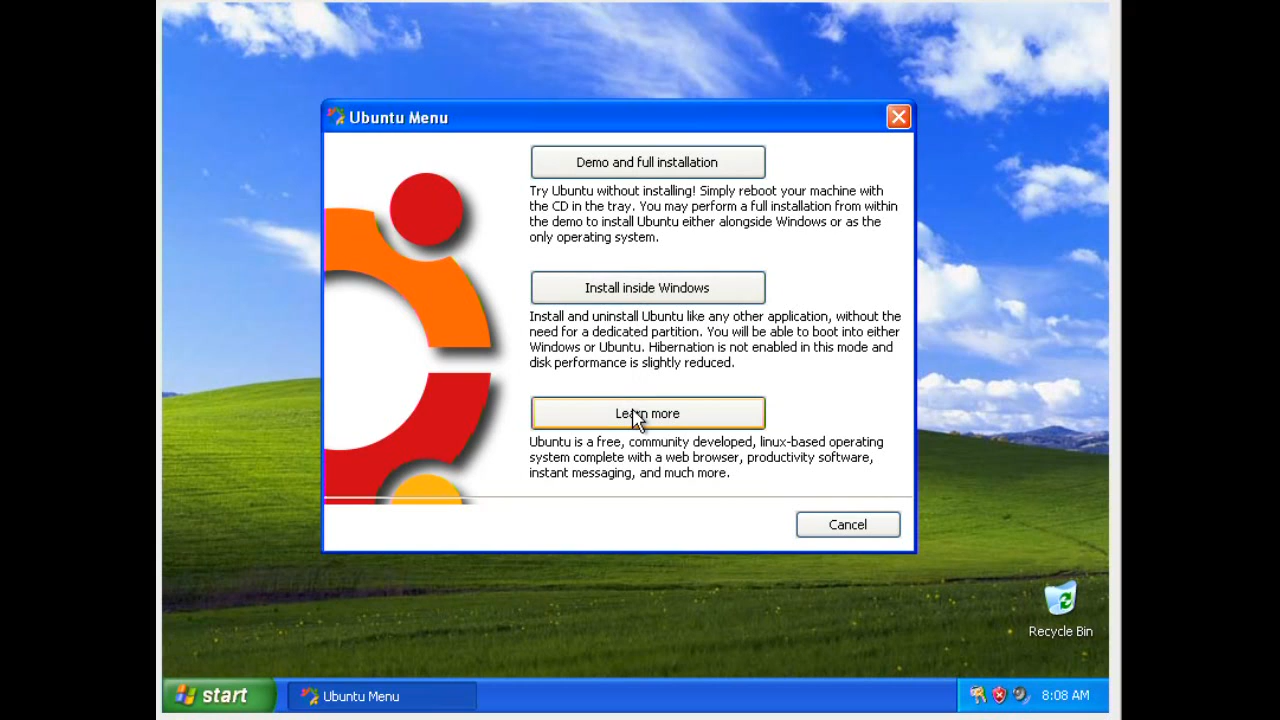 Ubuntu Menu
Demo and full installation
Try Ubuntu without installing! Simply reboot your machine with
the CD in the tray. You may perform a full installation from within
the demo to install Ubuntu either alongside Windows or as the
only operating system.
Install inside Windows
Install and uninstall Ubuntu like any other application, without the
need for a dedicated partition. You will be able to boot into either
Windows or Ubuntu. Hibernation is not enabled in this mode and
disk performance is slightly reduced.
Learn more
Ubuntu is a free, community developed, linux-based operating
system complete with a web browser, productivity software,
instant messaging, and much more.
Cancel
Recycle Bin
start
Ubuntu Menu
8:08 AM